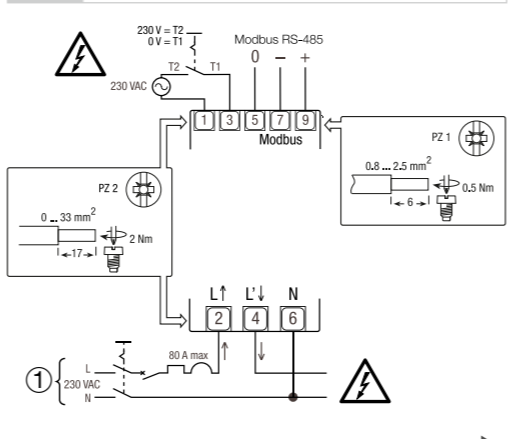 230 V = T2
0 V = T1
Modbus RS-485
T2 T1
0 – +
230 VAC
1 3 5 7 9
Modbus
PZ 1
0.8 ... 2.5 mm²
0.5 Nm
6
PZ 2
0 ... 33 mm²
2 Nm
17
L↑ L'↓ N
2 4 6
80 A max
1
L
230 VAC
N